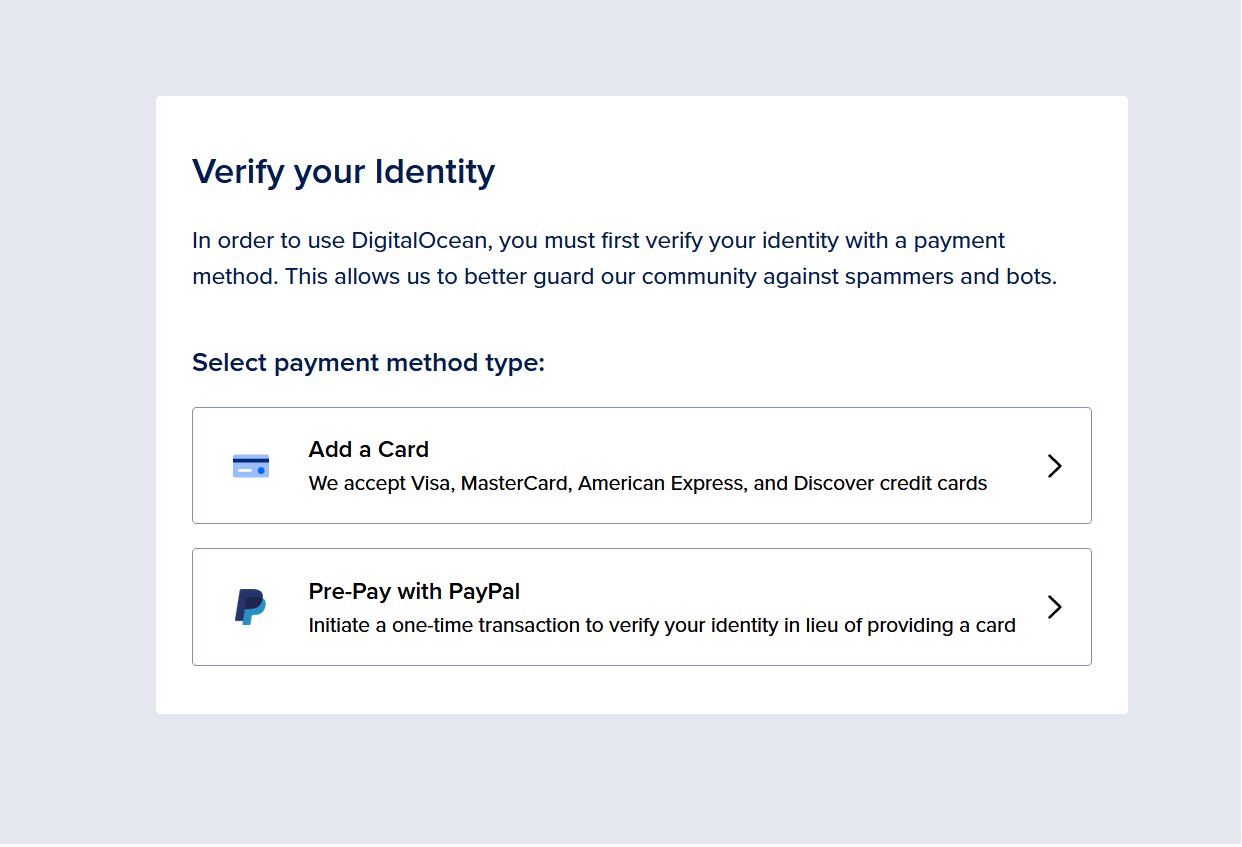 Verify your Identity
In order to use DigitalOcean, you must first verify your identity with a payment
method. This allows us to better guard our community against spammers and bots.
Select payment method type:
Add a Card
We accept Visa, MasterCard, American Express, and Discover credit cards
Pre-Pay with PayPal
Initiate a one-time transaction to verify your identity in lieu of providing a card